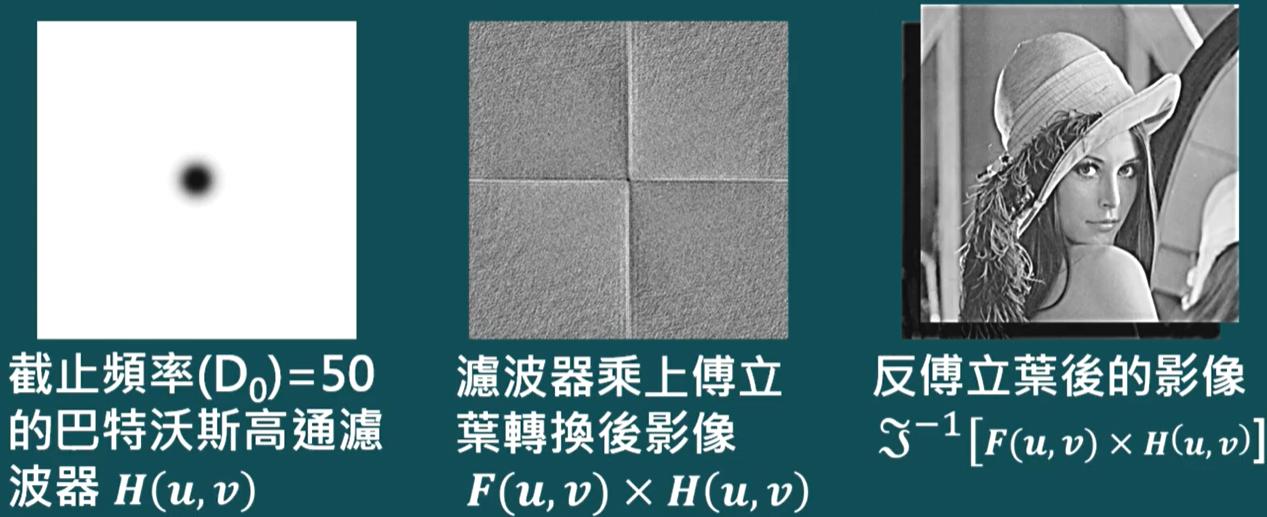 截止頻率(D₀)=50
的巴特沃斯高通濾
波器 H(u,v)
濾波器乘上傅立
葉轉換後影像
F(u,v) × H(u,v)
反傅立葉後的影像
ℑ⁻¹[F(u,v) × H(u,v)]